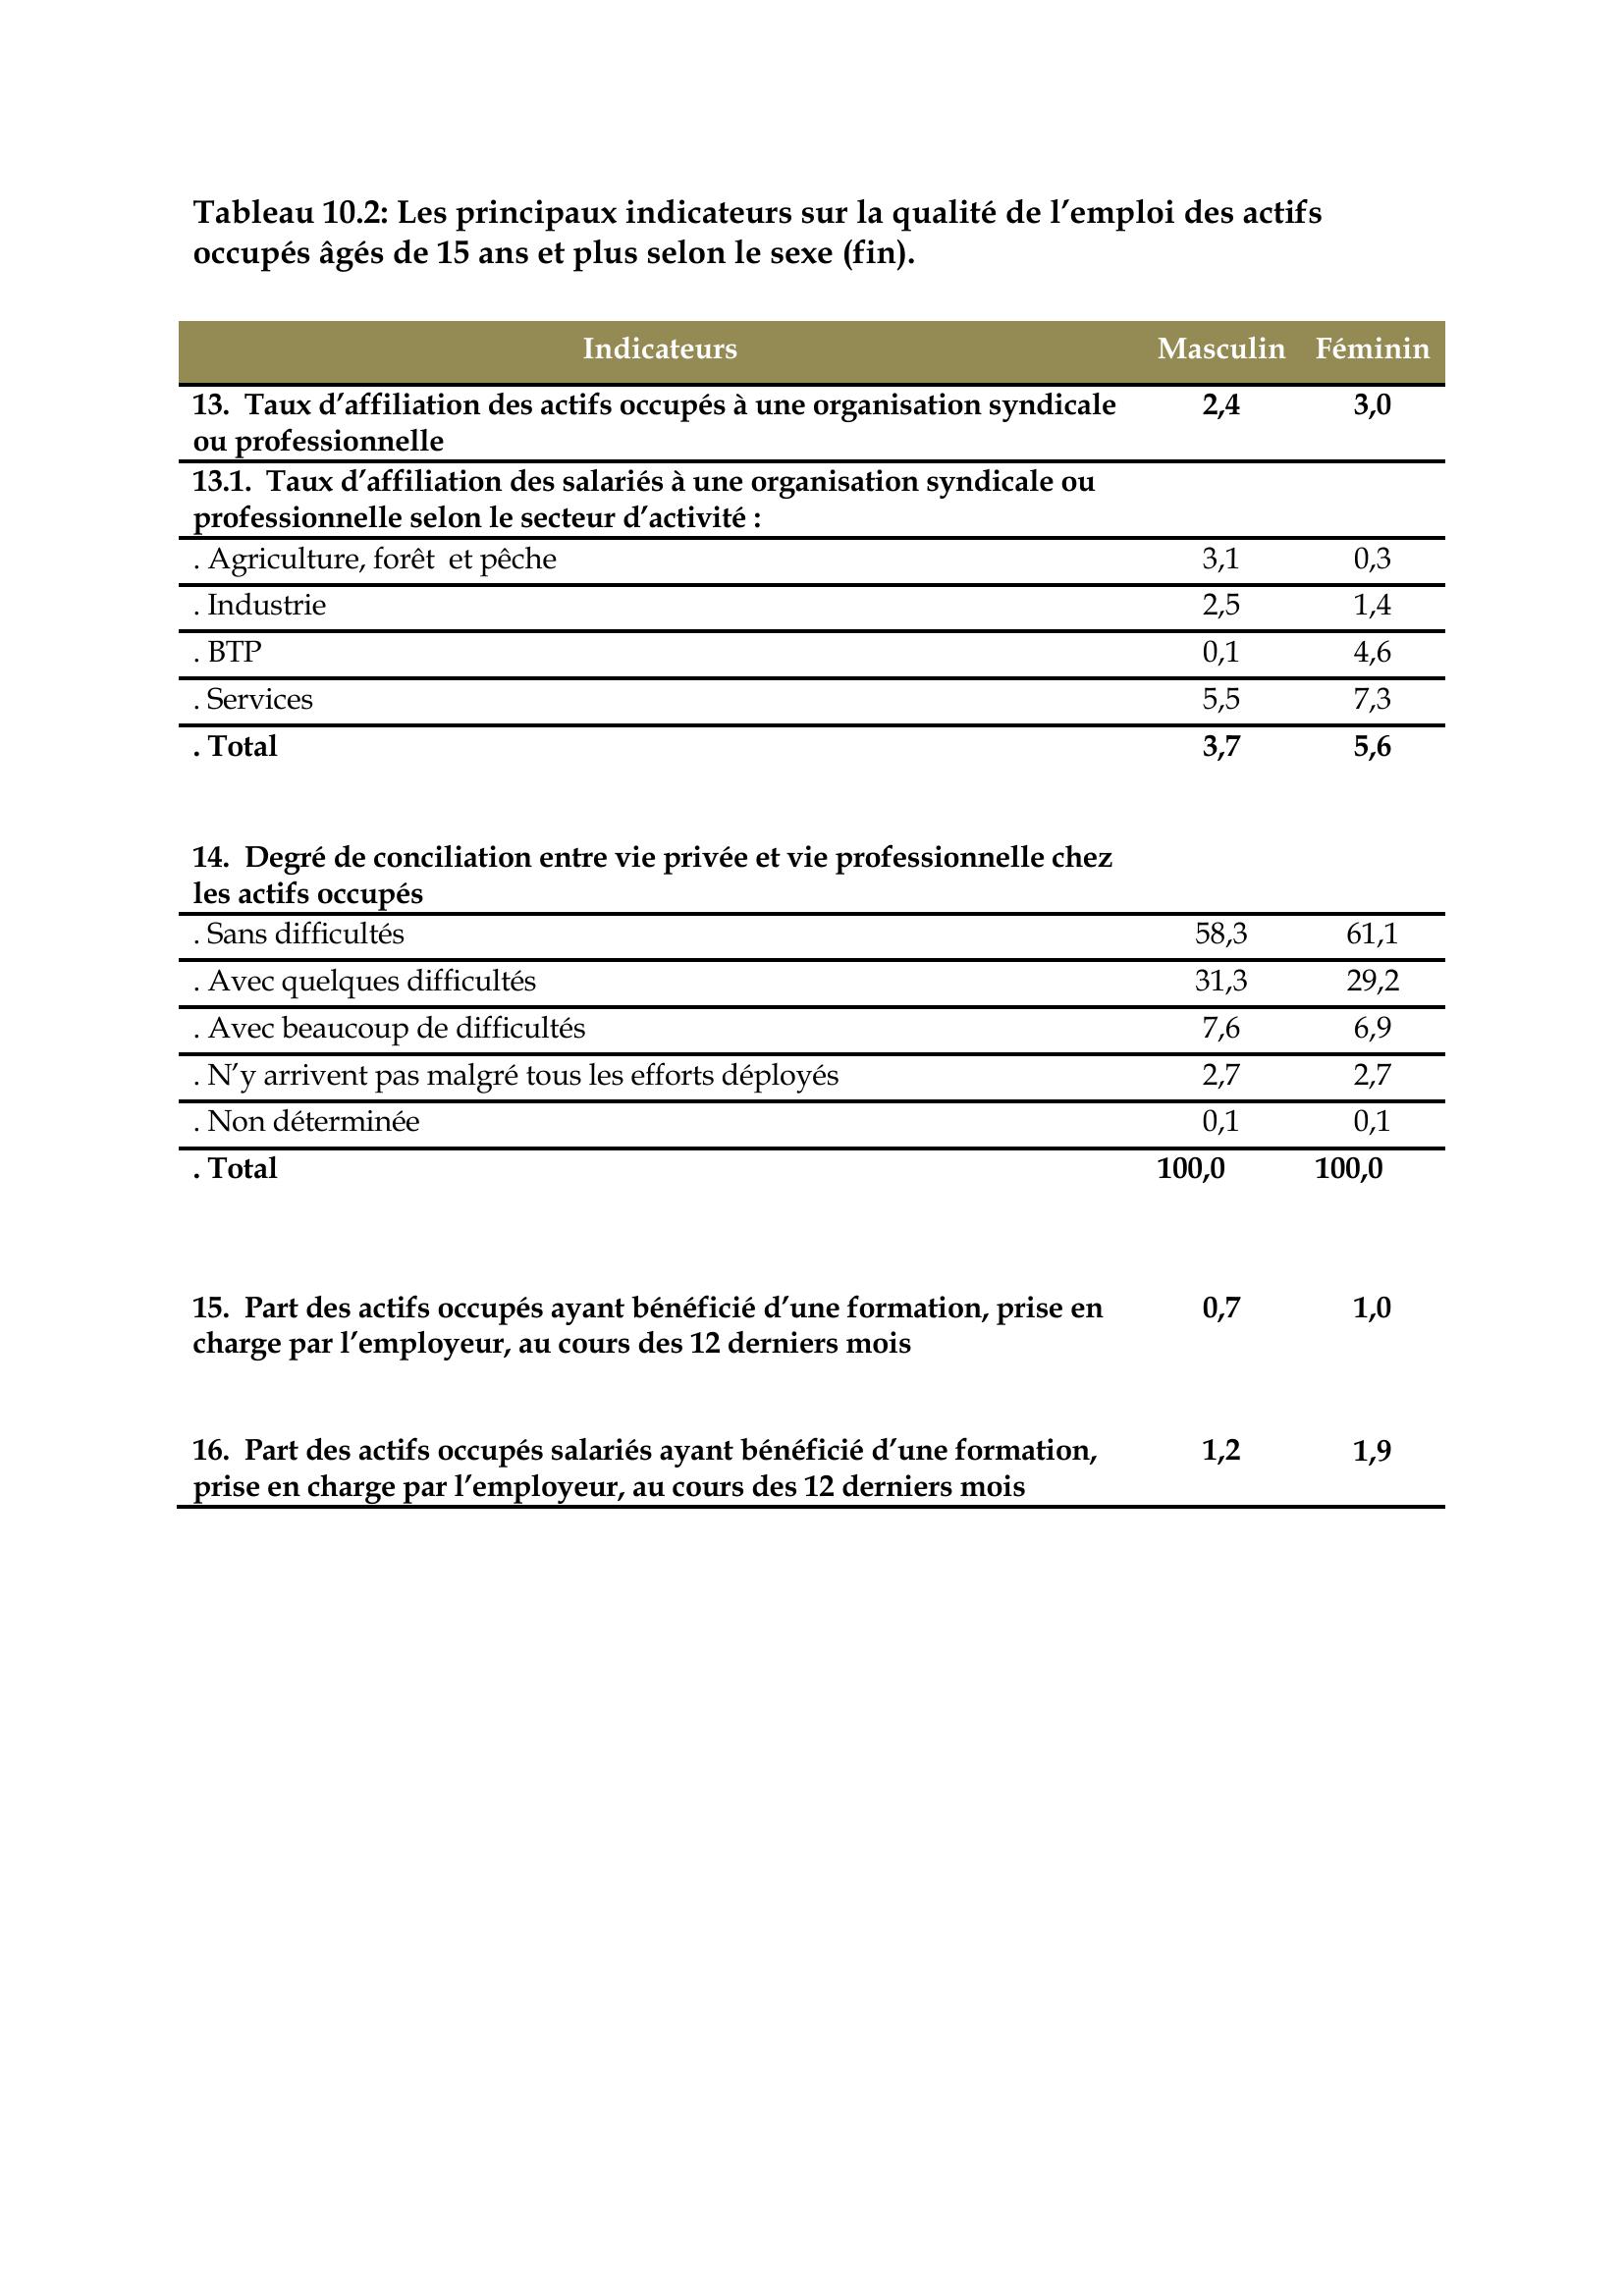 Tableau 10.2: Les principaux indicateurs sur la qualité de l’emploi des actifs
occupés âgés de 15 ans et plus selon le sexe (fin).
Indicateurs Masculin Féminin
13. Taux d’affiliation des actifs occupés à une organisation syndicale 2,4 3,0
ou professionnelle
13.1. Taux d’affiliation des salariés à une organisation syndicale ou
professionnelle selon le secteur d’activité :
. Agriculture, forêt et pêche 3,1 0,3
. Industrie 2,5 1,4
. BTP 0,1 4,6
. Services 5,5 7,3
. Total 3,7 5,6
14. Degré de conciliation entre vie privée et vie professionnelle chez
les actifs occupés
. Sans difficultés 58,3 61,1
. Avec quelques difficultés 31,3 29,2
. Avec beaucoup de difficultés 7,6 6,9
. N’y arrivent pas malgré tous les efforts déployés 2,7 2,7
. Non déterminée 0,1 0,1
. Total 100,0 100,0
15. Part des actifs occupés ayant bénéficié d’une formation, prise en 0,7 1,0
charge par l’employeur, au cours des 12 derniers mois
16. Part des actifs occupés salariés ayant bénéficié d’une formation, 1,2 1,9
prise en charge par l’employeur, au cours des 12 derniers mois